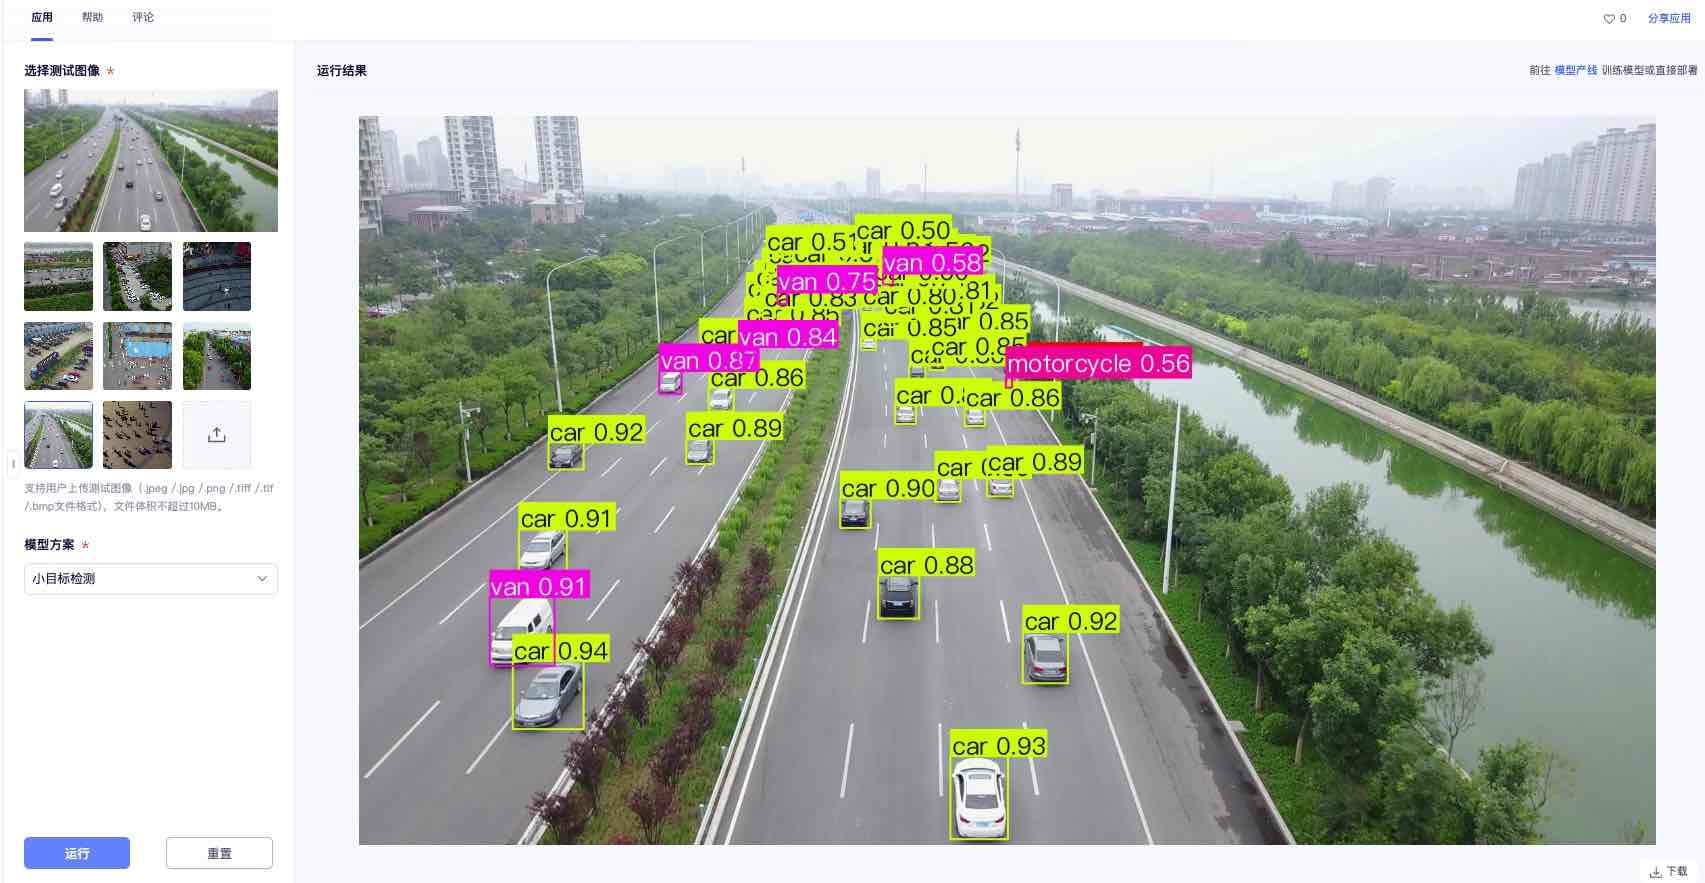 应用 帮助 评论
0 分享应用
选择测试图像 *
运行结果
前往 模型产线 训练模型或直接部署
car 0.50
car 0.51
van 0.58
van 0.75
car 0.83
car 0.80
car 0.85
car 0.85
car 0.85
van 0.84
car
van 0.87
motorcycle 0.56
car 0.86
car 0.86
car 0.92
car 0.89
car 0.89
car 0.90
car 0.91
car 0.88
van 0.91
car 0.92
car 0.94
car 0.93
支持用户上传测试图像（.jpeg /.jpg /.png /.tiff /.tif
/.bmp文件格式)，文件体积不超过10MB。
模型方案 *
小目标检测
运行 重置
下载